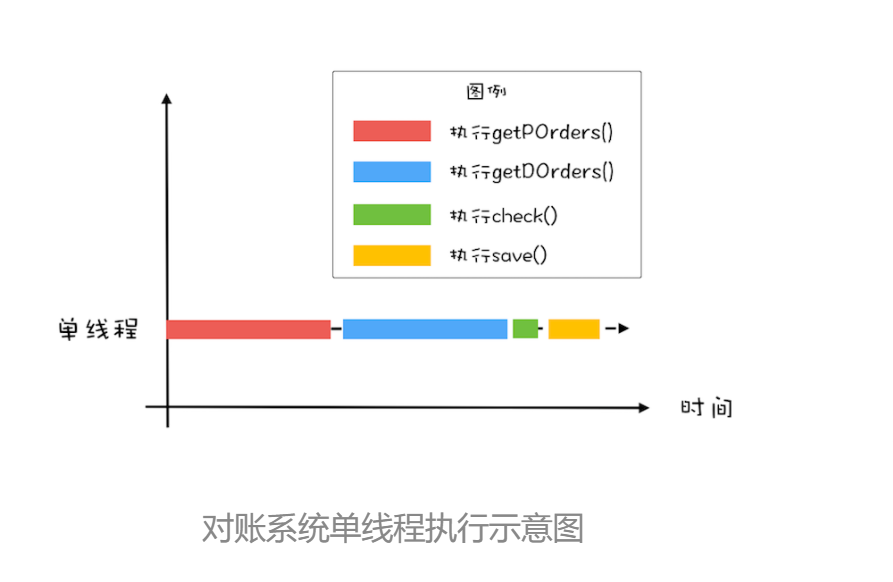 图例
执行getPOrders()
执行getDOrders()
执行check()
执行save()
单线程
时间
对账系统单线程执行示意图